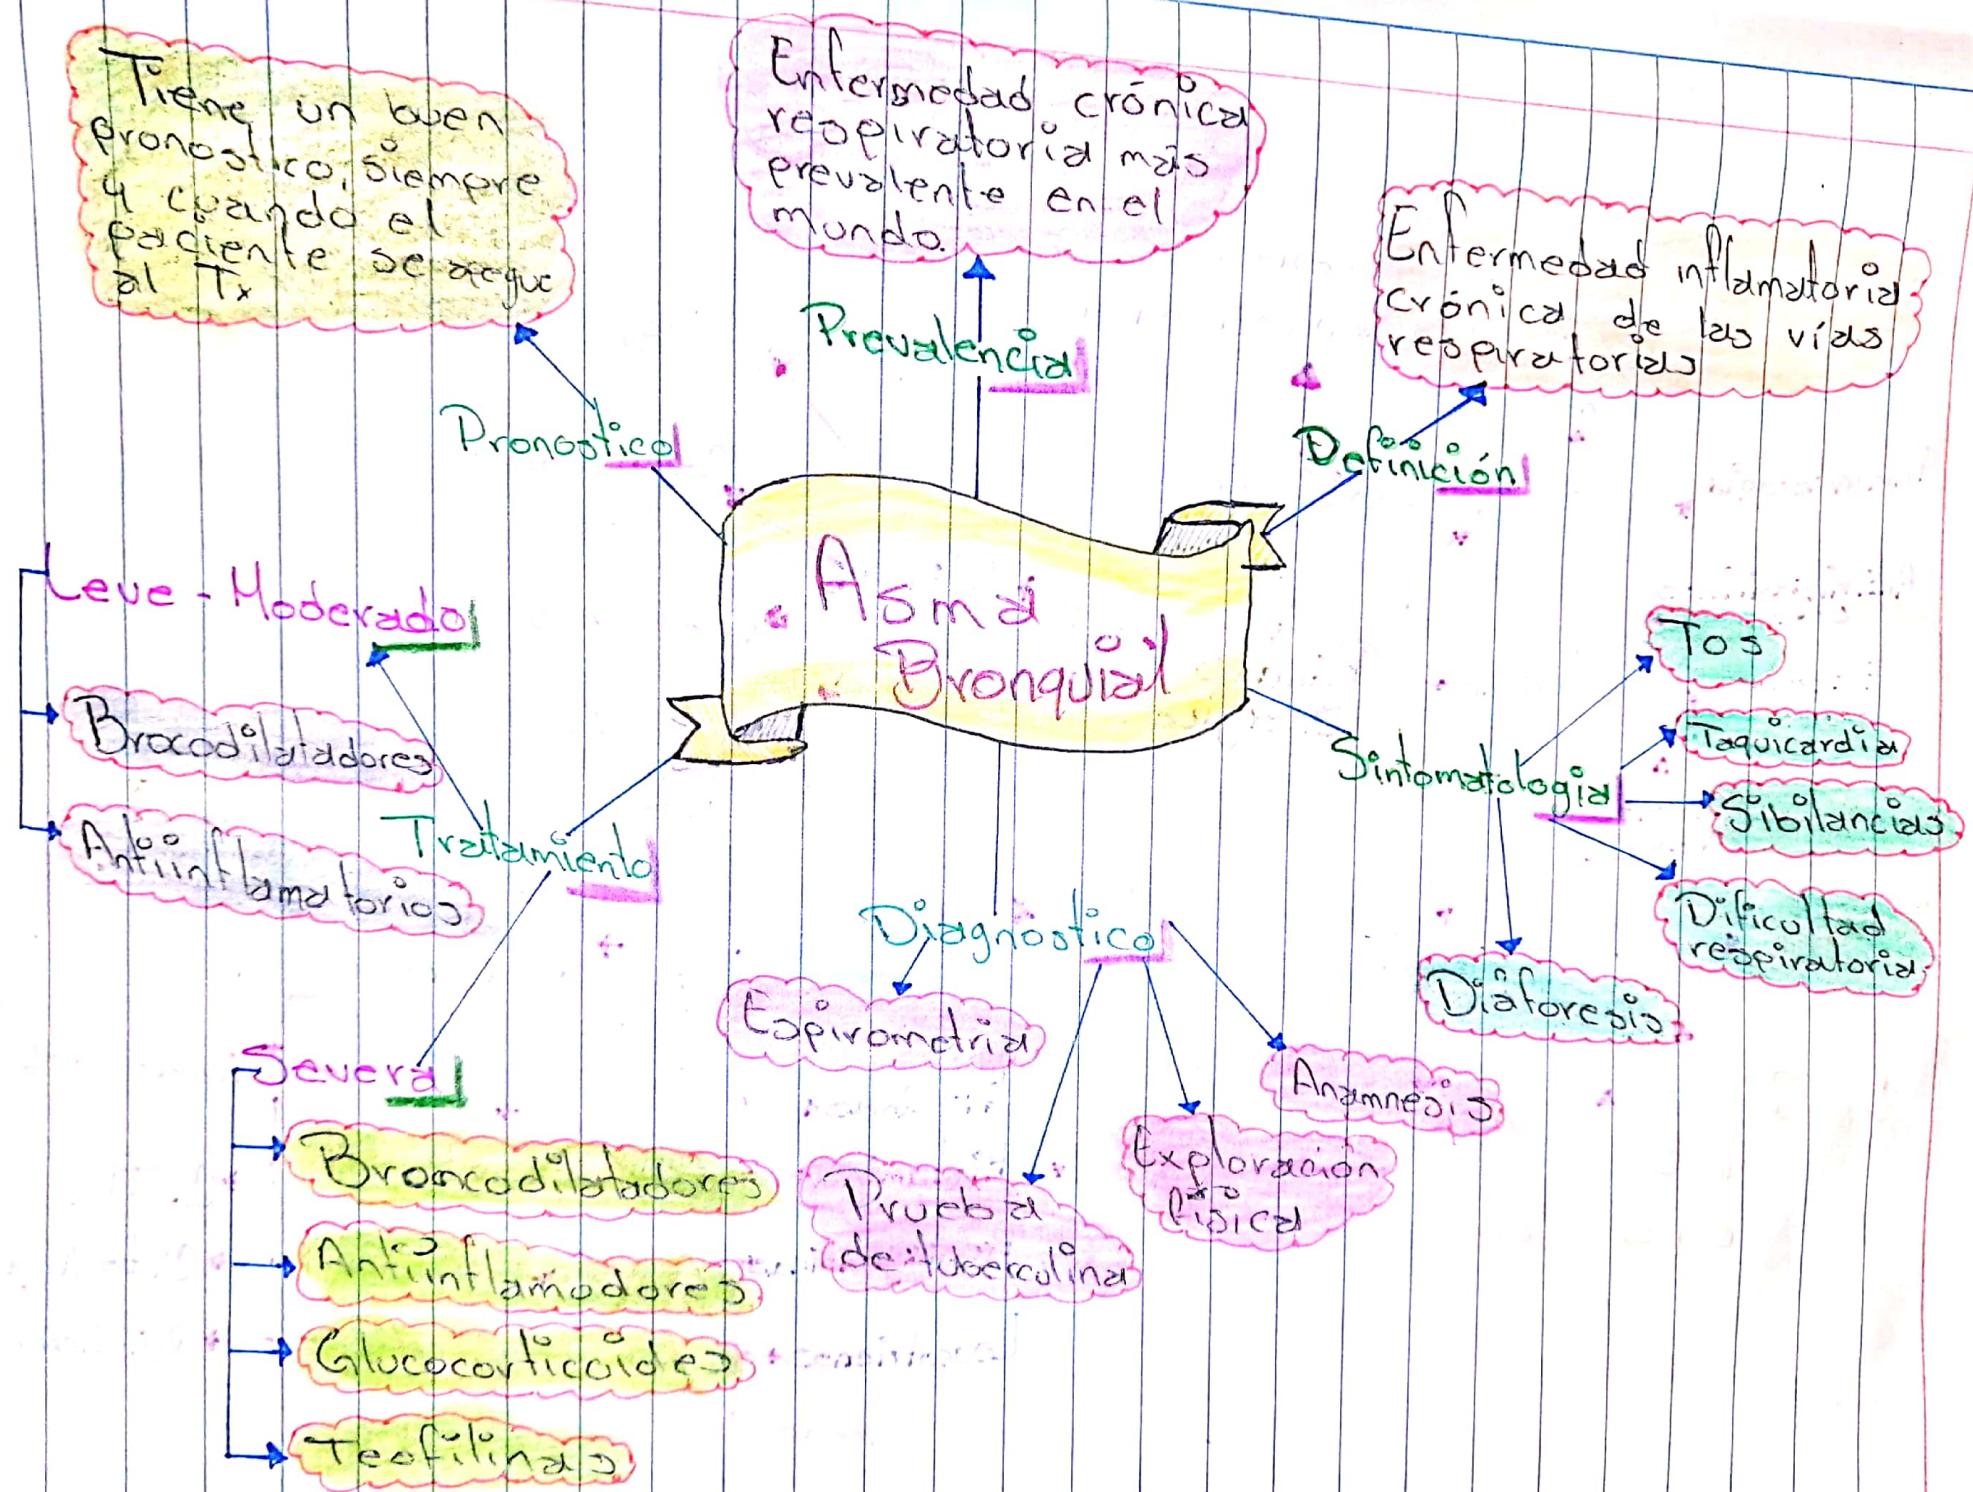 Tiene un buen
pronostico, siempre
y cuando el
paciente se apegue
al Tx
Enfermedad crónica
respiratoria más
prevalente en el
mundo.
Enfermedad inflamatoria
crónica de las vías
respiratorias
Prevalencia
Pronostico
Definición
Asma
Bronquial
Leve - Moderado
Brocodilatadores
Antiinflamatorios
Tratamiento
Severa
Broncodilatadores
Antiinflamodores
Glucocorticoides
Teofilinas
Diagnostico
Espirometria
Prueba
de tuberculina
Exploración
física
Anamnesis
Sintomatologia
Tos
Taquicardia
Sibilancias
Dificultad
respiratoria
Diaforesis